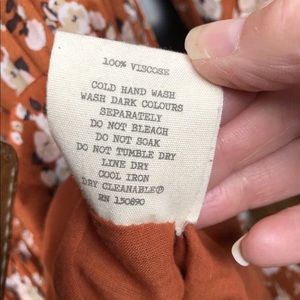 100% VISCOSE
COLD HAND WASH
WASH DARK COLOURS
SEPARATELY
DO NOT BLEACH
DO NOT SOAK
DO NOT TUMBLE DRY
LINE DRY
COOL IRON
DRY CLEANABLE®
RN 150890